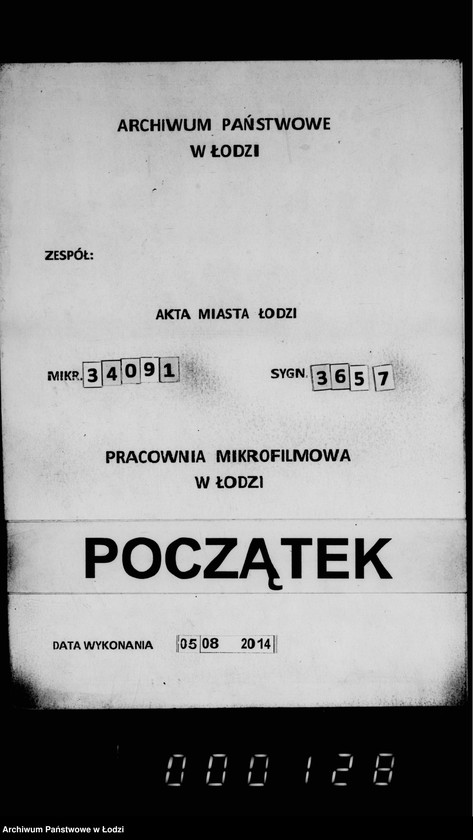 ARCHIWUM PAŃSTWOWE
W ŁODZI
ZESPÓŁ:
AKTA MIASTA ŁODZI
MIKR. 34091 SYGN. 3657
PRACOWNIA MIKROFILMOWA
W ŁODZI
POCZĄTEK
DATA WYKONANIA 05 08 2014
000128
Archiwum Państwowe w Łodzi